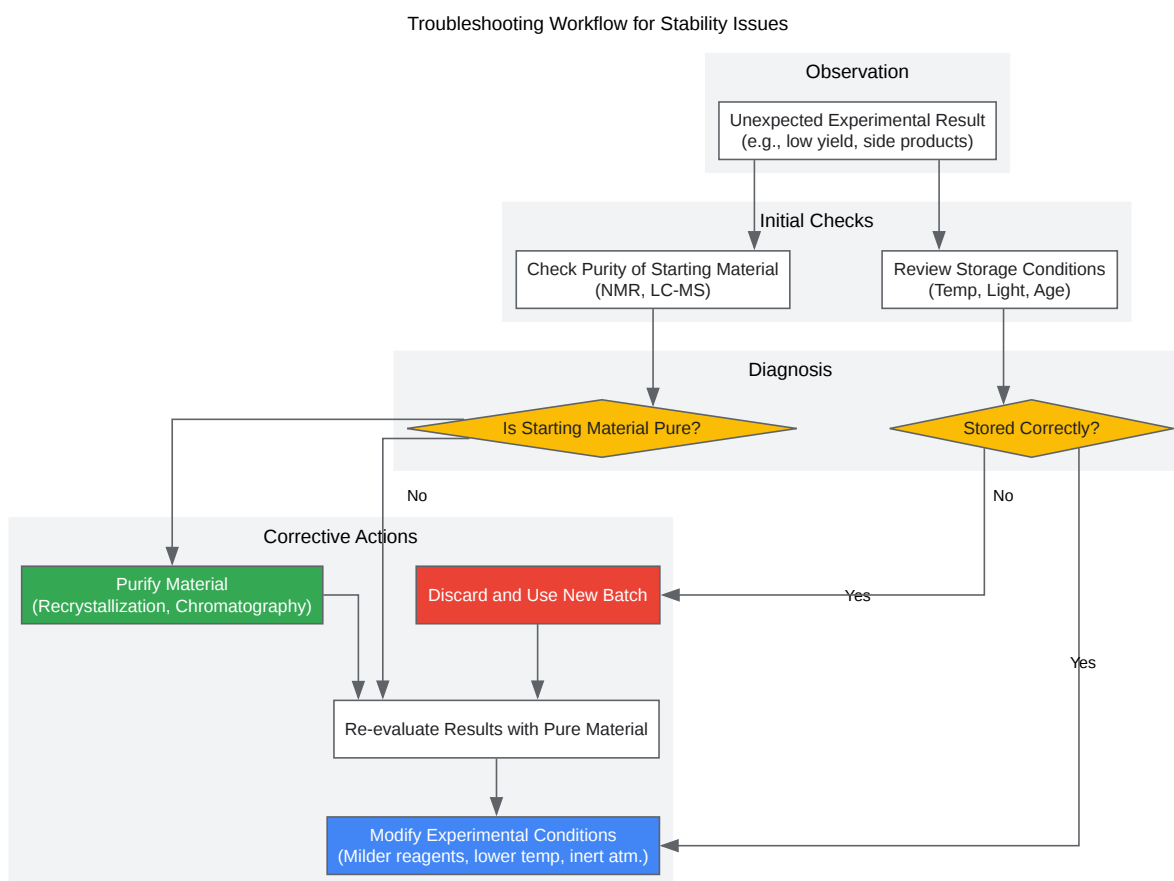 Troubleshooting Workflow for Stability Issues
Observation
Unexpected Experimental Result
(e.g., low yield, side products)
Initial Checks
Check Purity of Starting Material
(NMR, LC-MS)
Review Storage Conditions
(Temp, Light, Age)
Diagnosis
Is Starting Material Pure?
Stored Correctly?
No
No
Corrective Actions
Purify Material
(Recrystallization, Chromatography)
Discard and Use New Batch
Yes
Yes
Re-evaluate Results with Pure Material
Modify Experimental Conditions
(Milder reagents, lower temp, inert atm.)